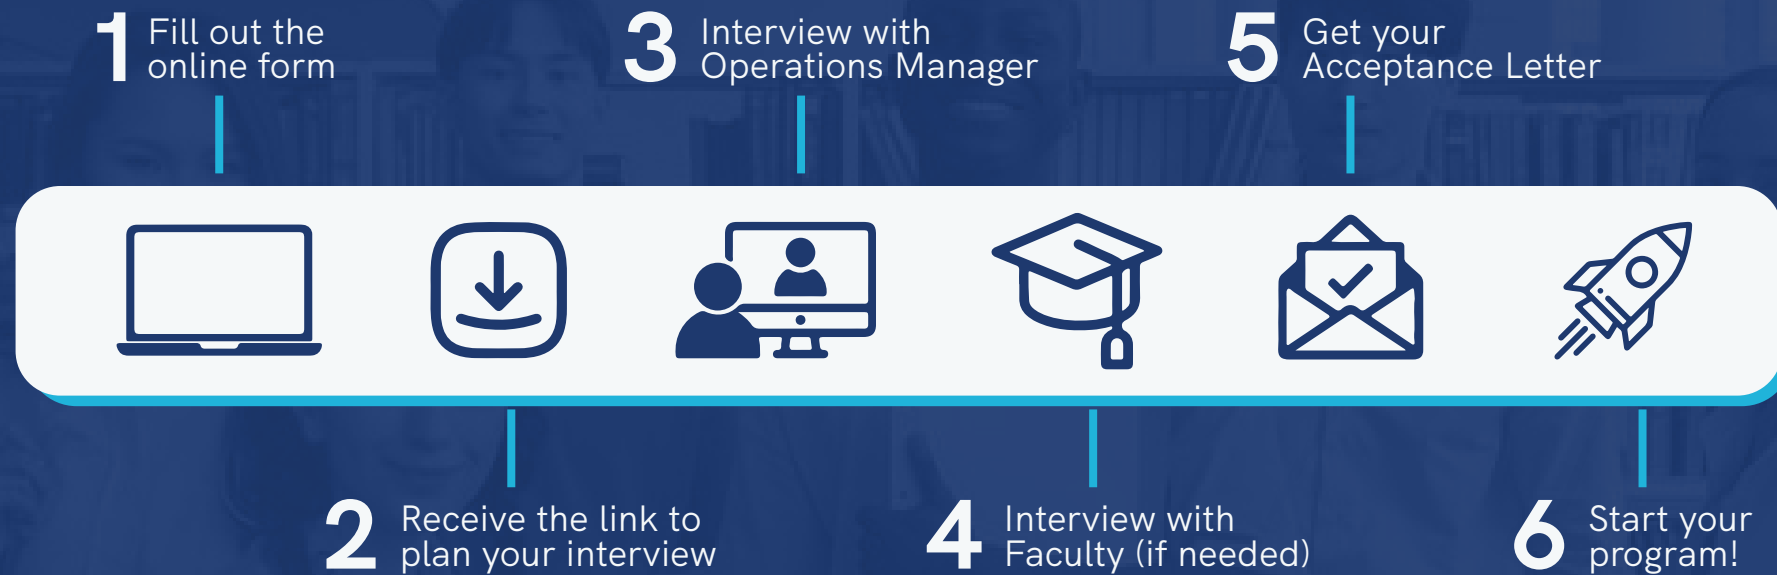 1 Fill out the
online form
2 Receive the link to
plan your interview
3 Interview with
Operations Manager
4 Interview with
Faculty (if needed)
5 Get your
Acceptance Letter
6 Start your
program!